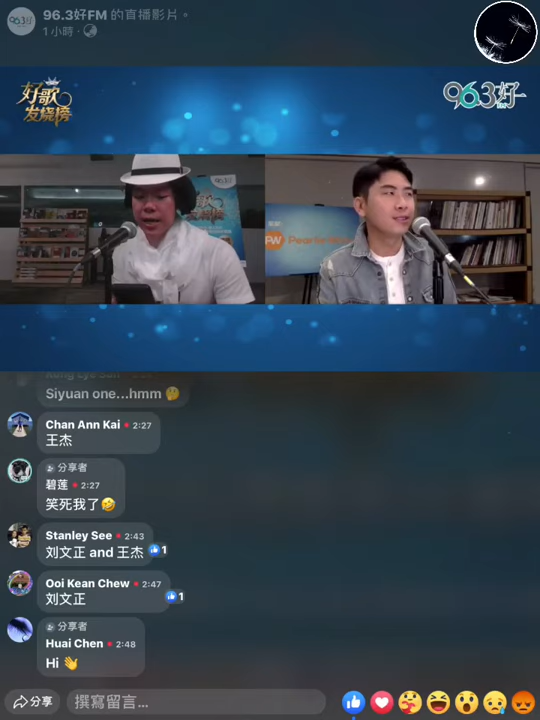 96.3好FM 的直播影片。
1 小時
好歌
发烧榜
96.3好
Siyuan one...hmm 🤔
Chan Ann Kai 2:27
王杰
分享者
碧莲 2:27
笑死我了🤣
Stanley See 2:43
刘文正 and 王杰
1
Ooi Kean Chew 2:47
刘文正
1
分享者
Huai Chen 2:48
Hi 👋
分享
撰寫留言...